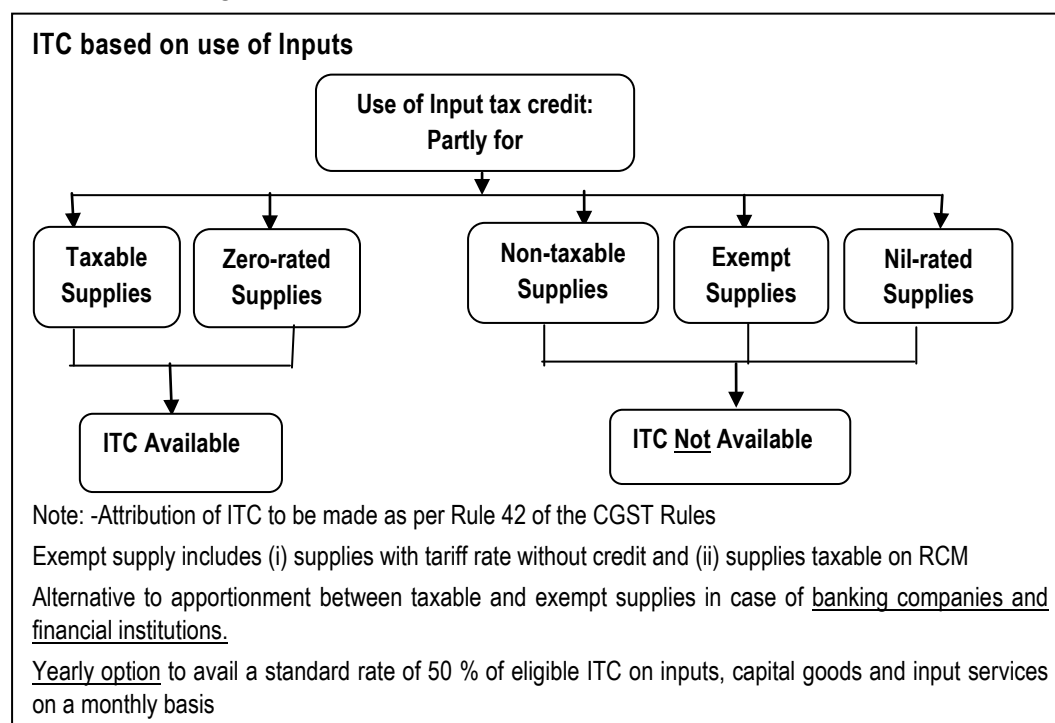 ITC based on use of Inputs
Use of Input tax credit:
Partly for
Taxable
Supplies
Zero-rated
Supplies
Non-taxable
Supplies
Exempt
Supplies
Nil-rated
Supplies
ITC Available
ITC Not Available
Note: -Attribution of ITC to be made as per Rule 42 of the CGST Rules
Exempt supply includes (i) supplies with tariff rate without credit and (ii) supplies taxable on RCM
Alternative to apportionment between taxable and exempt supplies in case of banking companies and
financial institutions.
Yearly option to avail a standard rate of 50 % of eligible ITC on inputs, capital goods and input services
on a monthly basis